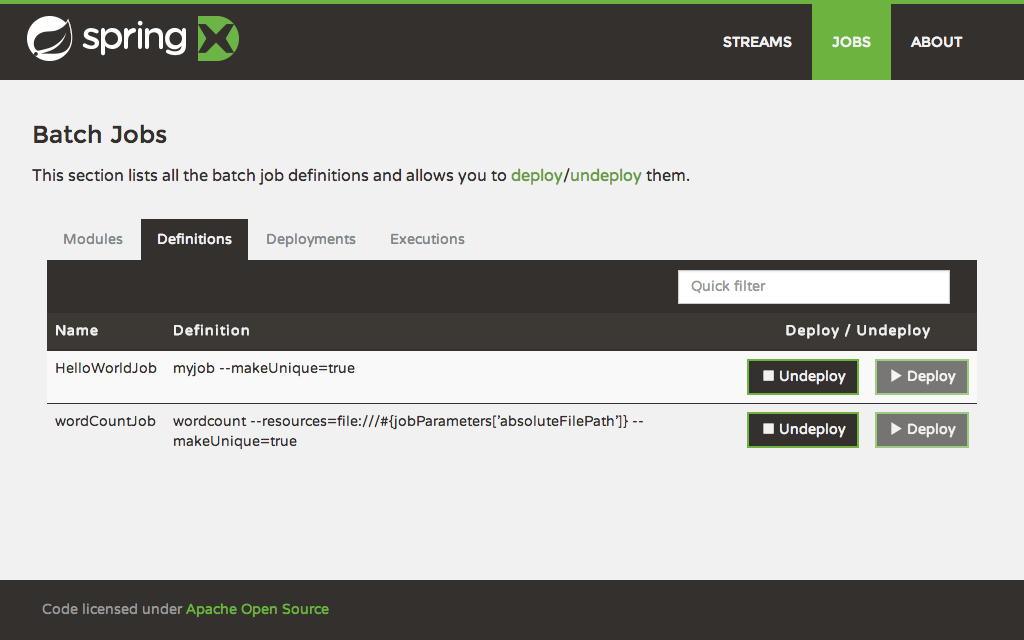 spring XD
STREAMS JOBS ABOUT
Batch Jobs
This section lists all the batch job definitions and allows you to deploy/undeploy them.
Modules Definitions Deployments Executions
Quick filter
Name Definition Deploy / Undeploy
HelloWorldJob myjob --makeUnique=true Undeploy Deploy
wordCountJob wordcount --resources=file:///#{jobParameters['absoluteFilePath']} -- Undeploy Deploy
makeUnique=true
Code licensed under Apache Open Source